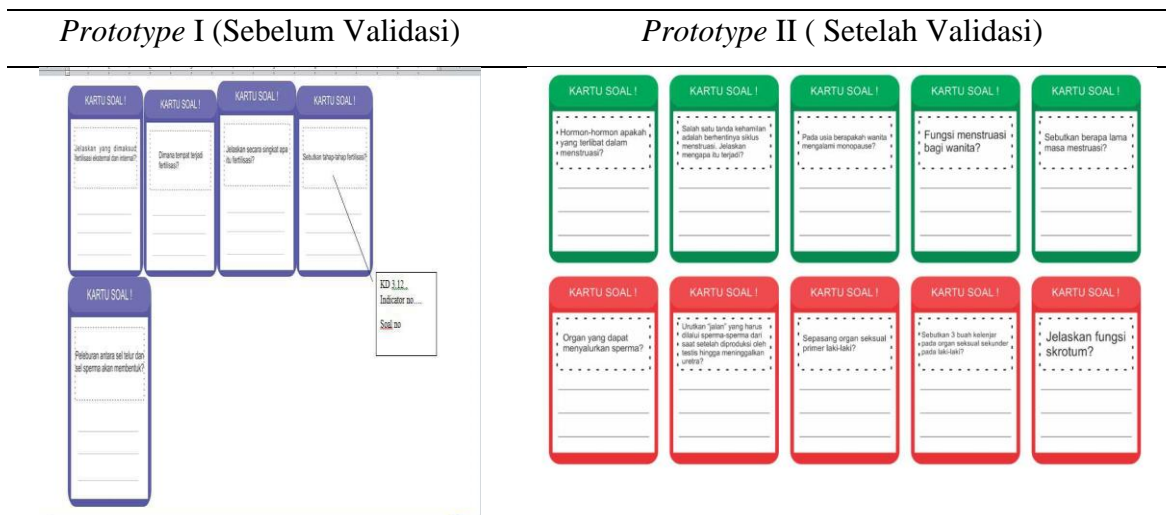 Prototype I (Sebelum Validasi)
Prototype II ( Setelah Validasi)
KARTU SOAL !
Jelaskan yang dimaksud
fertilisasi eksternal dan internal?
KARTU SOAL !
Dimana tempat terjadi
fertilisasi?
KARTU SOAL !
Jelaskan secara singkat apa
itu fertilisasi?
KARTU SOAL !
Sebutkan tahap-tahap fertilisasi?
KD 3.12 .
Indicator no.....
Soal no
KARTU SOAL !
Peleburan antara sel telur dan
sel sperma akan membentuk?
KARTU SOAL !
Hormon-hormon apakah
yang terlibat dalam
menstruasi?
KARTU SOAL !
Salah satu tanda kehamilan
adalah berhentinya siklus
menstruasi, Jelaskan
mengapa itu terjadi?
KARTU SOAL !
Pada usia berapakah wanita
mengalami monopause?
KARTU SOAL !
Fungsi menstruasi
bagi wanita?
KARTU SOAL !
Sebutkan berapa lama
masa mestruasi?
KARTU SOAL !
Organ yang dapat
menyalurkan sperma?
KARTU SOAL !
Urutkan "jalan" yang harus
dilalui sperma-sperma dari
saat setelah diproduksi oleh
testis hingga meninggalkan
uretra?
KARTU SOAL !
Sepasang organ seksual
primer laki-laki?
KARTU SOAL !
Sebutkan 3 buah kelenjar
pada organ seksual sekunder
pada laki-laki?
KARTU SOAL !
Jelaskan fungsi
skrotum?